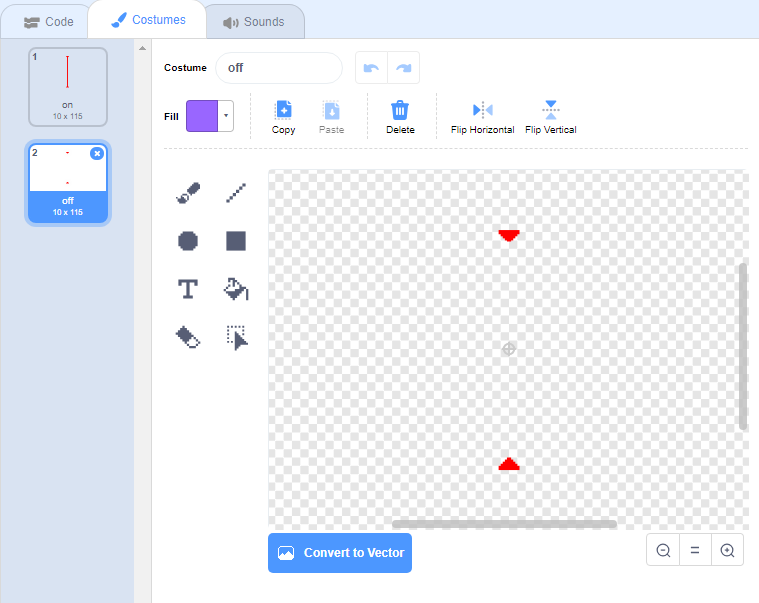 Code
Costumes
Sounds
1
on
10 x 115
2
off
10 x 115
Costume
off
Fill
Copy
Paste
Delete
Flip Horizontal
Flip Vertical
T
Convert to Vector